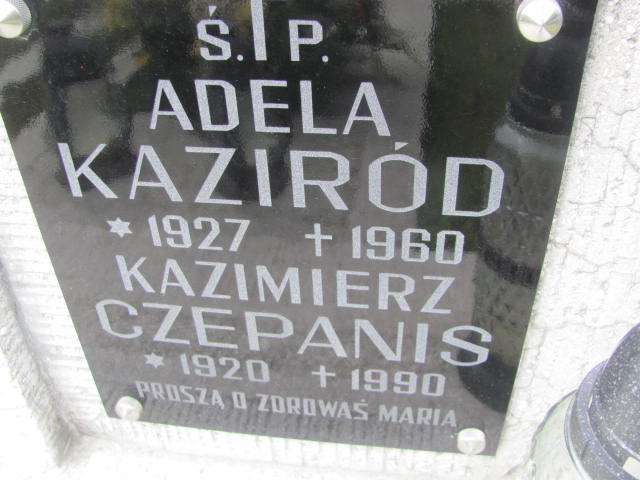 Ś. P.
ADELA
KAZIRÓD
* 1927 + 1960
KAZIMIERZ
CZEPANIS
* 1920 + 1990
PROSZĄ O ZDROWAŚ MARIA